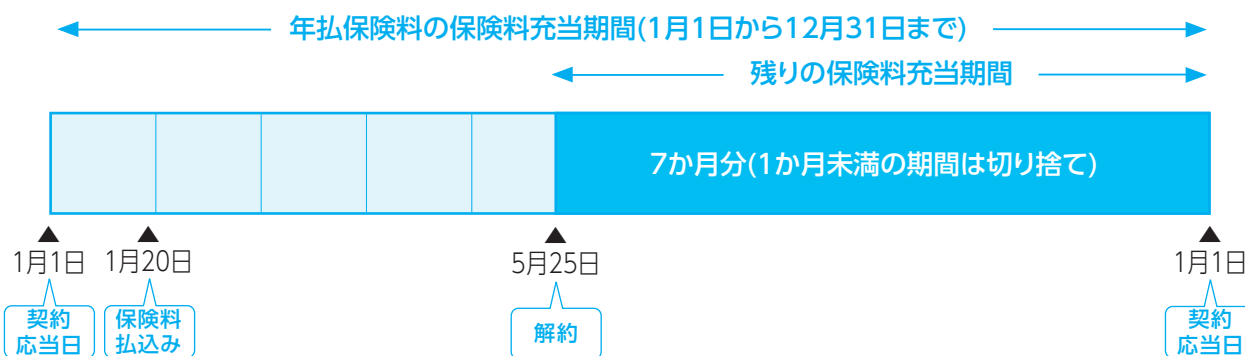 年払保険料の保険料充当期間(1月1日から12月31日まで)
残りの保険料充当期間
7か月分(1か月未満の期間は切り捨て)
▲ ▲ ▲ ▲
1月1日 1月20日 5月25日 1月1日
契約 保険料 解約 契約
応当日 払込み 応当日